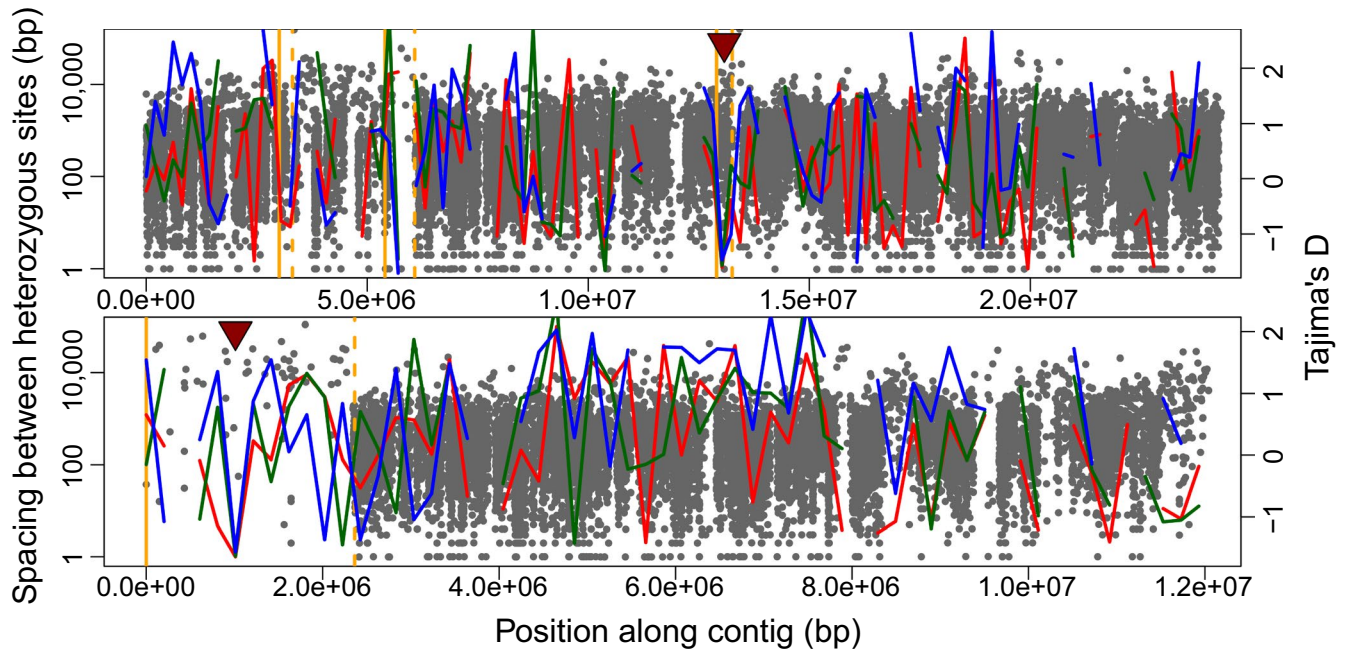 Spacing between heterozygous sites (bp)
10,000
100
1
2
1
0
−1
0.0e+00 5.0e+06 1.0e+07 1.5e+07 2.0e+07
Tajima's D
10,000
100
1
2
1
0
−1
0.0e+00 2.0e+06 4.0e+06 6.0e+06 8.0e+06 1.0e+07 1.2e+07
Position along contig (bp)